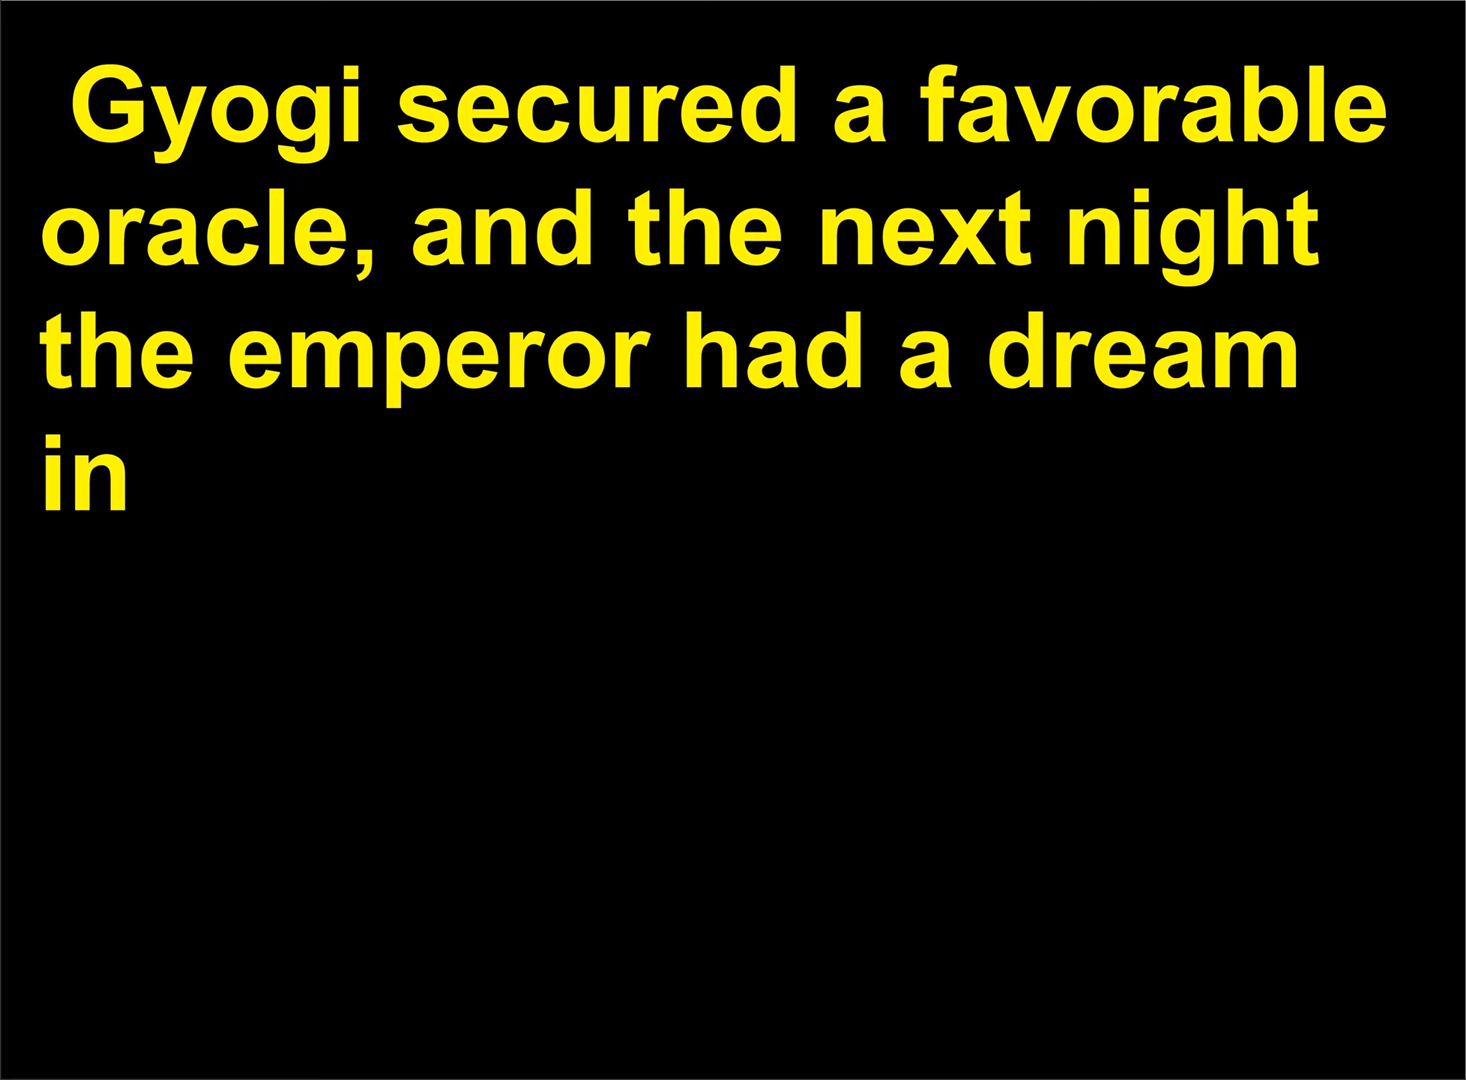 Gyogi secured a favorable
oracle, and the next night
the emperor had a dream
in